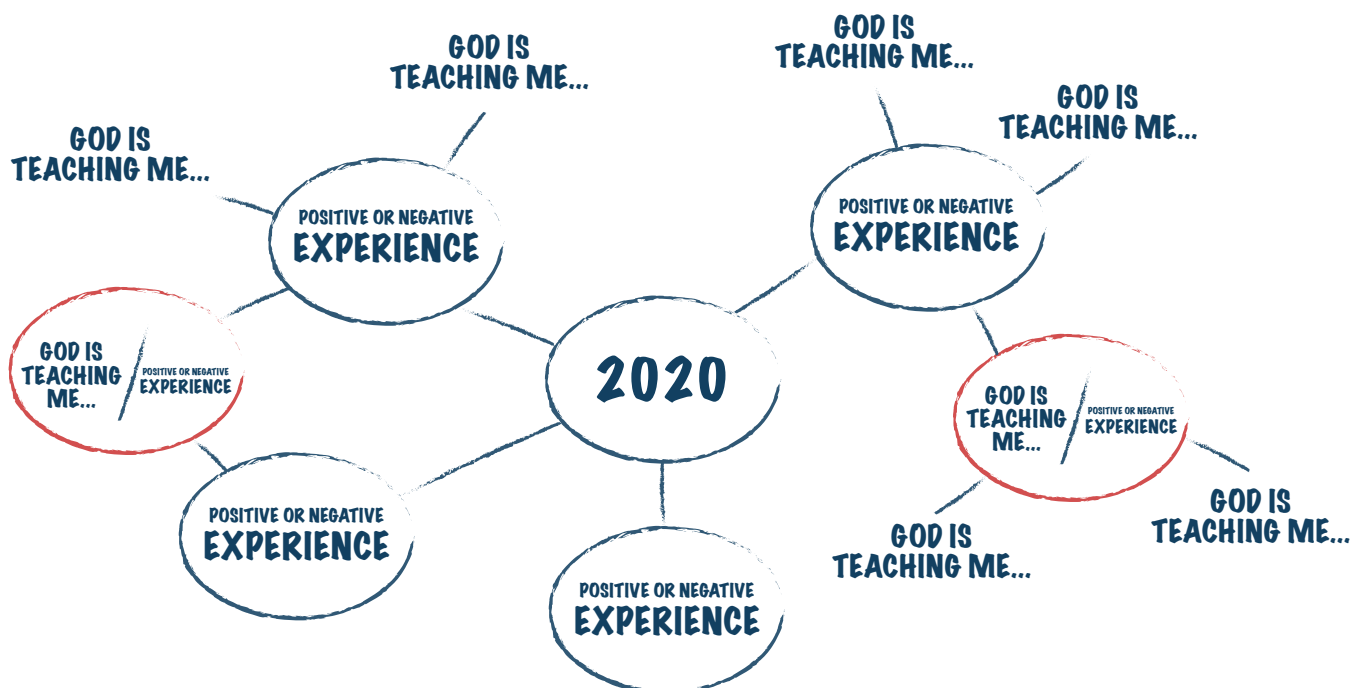 GOD IS
TEACHING ME...
GOD IS
TEACHING ME...
GOD IS
TEACHING ME...
GOD IS
TEACHING ME...
POSITIVE OR NEGATIVE
EXPERIENCE
POSITIVE OR NEGATIVE
EXPERIENCE
GOD IS
TEACHING
ME...
POSITIVE OR NEGATIVE
EXPERIENCE
2020
GOD IS
TEACHING
ME...
POSITIVE OR NEGATIVE
EXPERIENCE
POSITIVE OR NEGATIVE
EXPERIENCE
GOD IS
TEACHING ME...
GOD IS
TEACHING ME...
POSITIVE OR NEGATIVE
EXPERIENCE